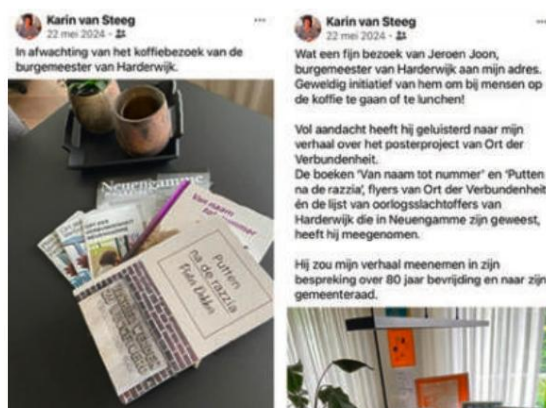 Karin van Steeg
22 mei 2024
In afwachting van het koffiebezoek van de
burgemeester van Harderwijk.
Neuengamme
Van naam
tot nummer
Putten
na de razzia
Karin van Steeg
22 mei 2024
Wat een fijn bezoek van Jeroen Joon,
burgemeester van Harderwijk aan mijn adres.
Geweldig initiatief van hem om bij mensen op
de koffie te gaan of te lunchen!
Vol aandacht heeft hij geluisterd naar mijn
verhaal over het posterproject van Ort der
Verbundenheit.
De boeken 'Van naam tot nummer' en 'Putten
na de razzia', flyers van Ort der Verbundenheit
én de lijst van oorlogsslachtoffers van
Harderwijk die in Neuengamme zijn geweest,
heeft hij meegenomen.
Hij zou mijn verhaal meenemen in zijn
bespreking over 80 jaar bevrijding en naar zijn
gemeenteraad.